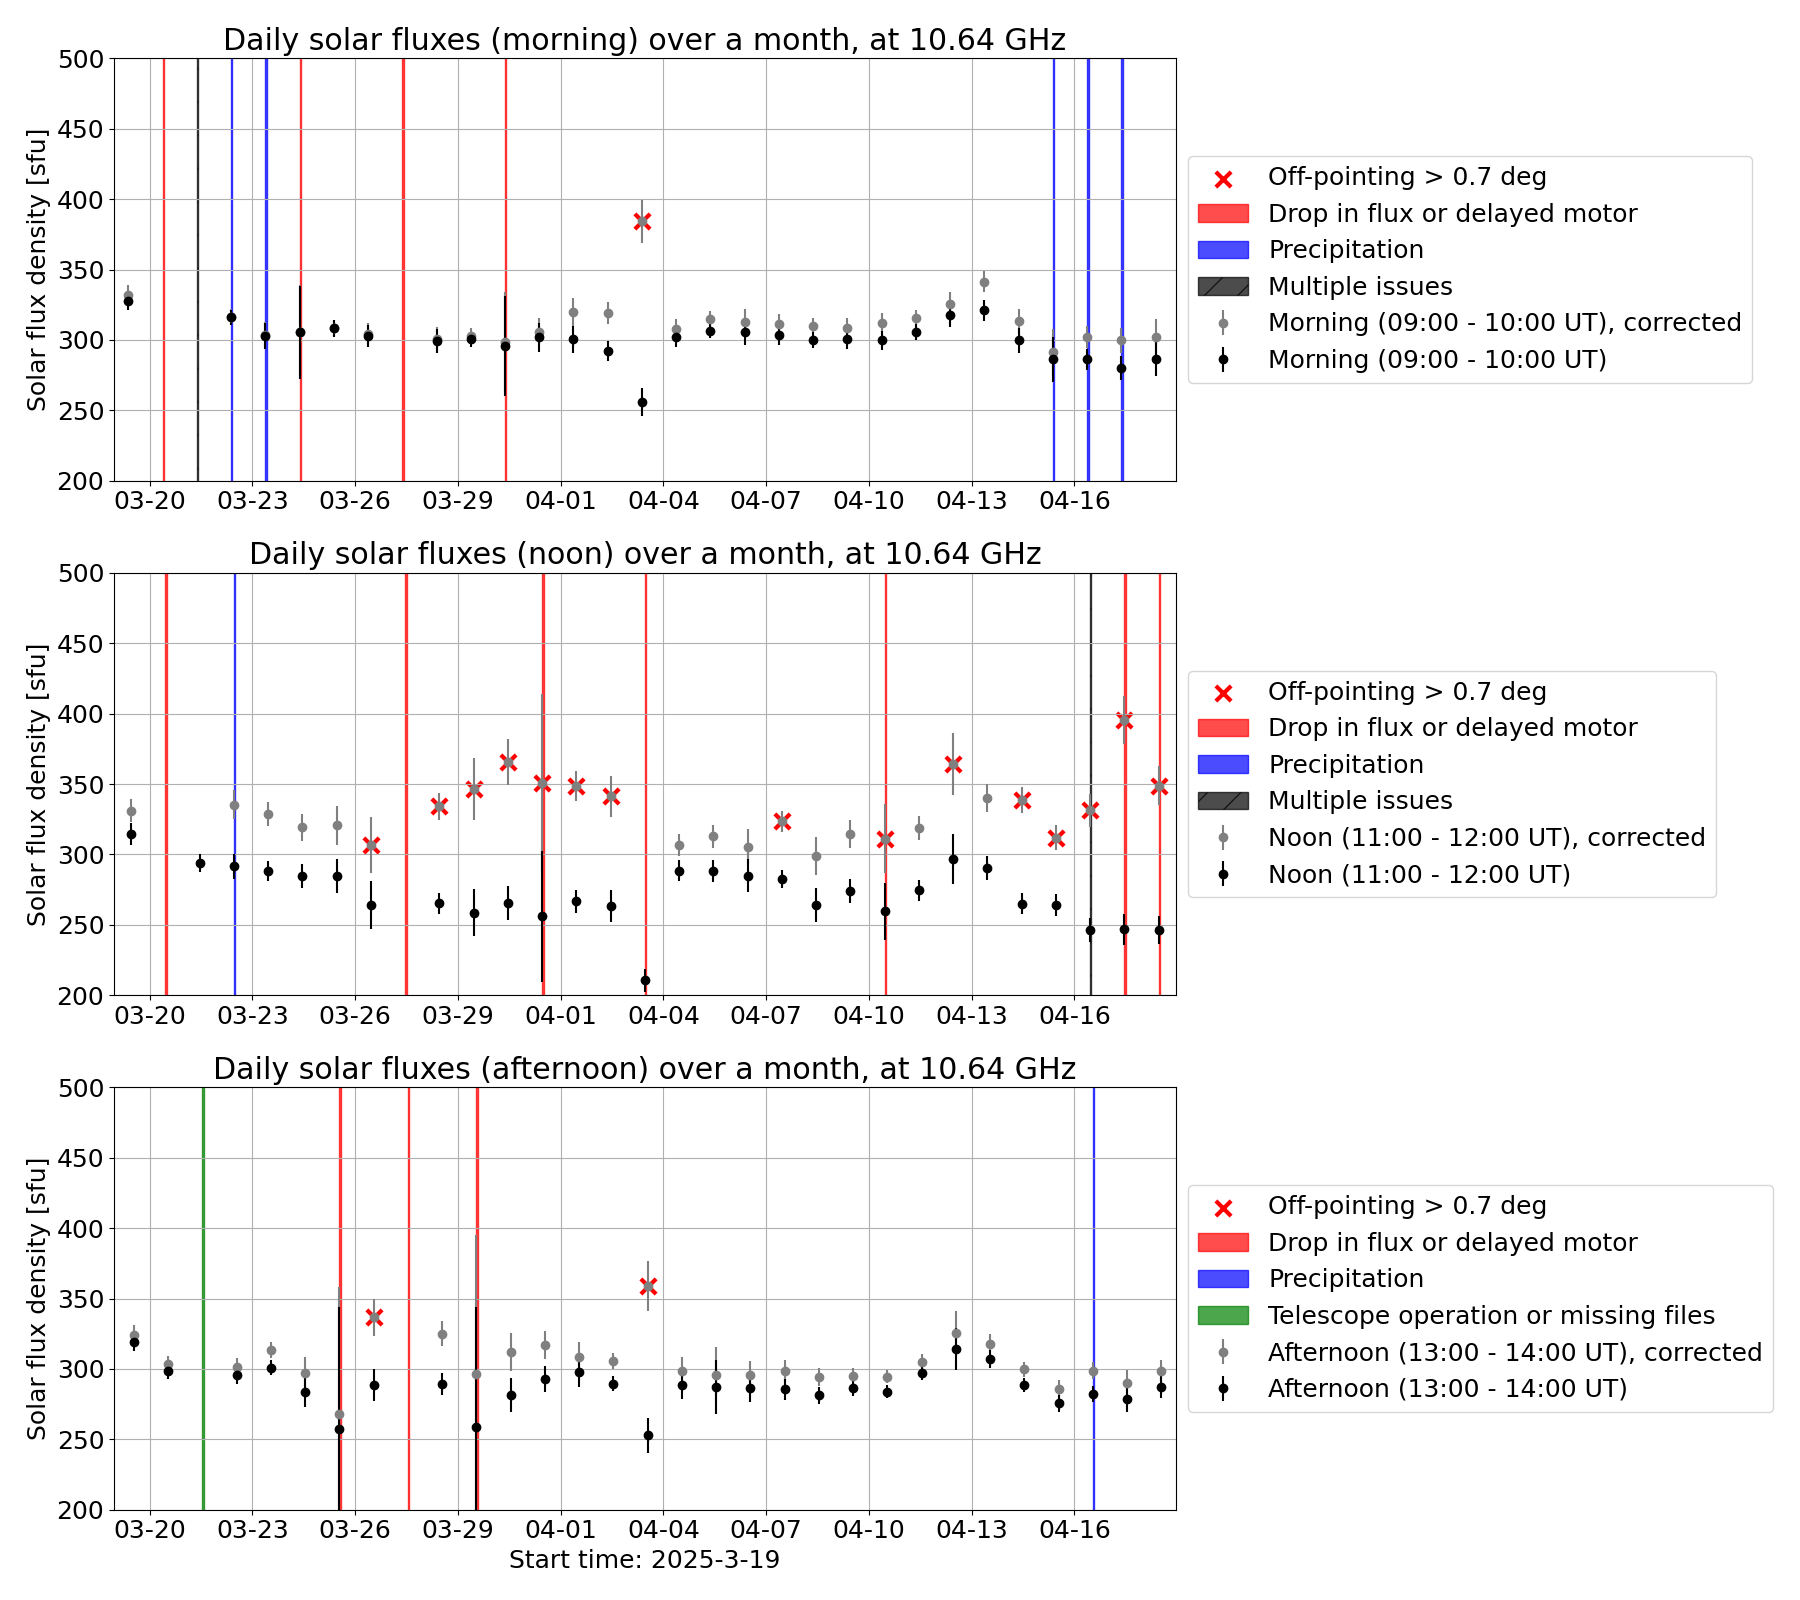 Daily solar fluxes (morning) over a month, at 10.64 GHz
Solar flux density [sfu]
500
450
400
350
300
250
200
03-20 03-23 03-26 03-29 04-01 04-04 04-07 04-10 04-13 04-16
Off-pointing > 0.7 deg
Drop in flux or delayed motor
Precipitation
Multiple issues
Morning (09:00 - 10:00 UT), corrected
Morning (09:00 - 10:00 UT)
Daily solar fluxes (noon) over a month, at 10.64 GHz
Solar flux density [sfu]
500
450
400
350
300
250
200
03-20 03-23 03-26 03-29 04-01 04-04 04-07 04-10 04-13 04-16
Off-pointing > 0.7 deg
Drop in flux or delayed motor
Precipitation
Multiple issues
Noon (11:00 - 12:00 UT), corrected
Noon (11:00 - 12:00 UT)
Daily solar fluxes (afternoon) over a month, at 10.64 GHz
Solar flux density [sfu]
500
450
400
350
300
250
200
03-20 03-23 03-26 03-29 04-01 04-04 04-07 04-10 04-13 04-16
Start time: 2025-3-19
Off-pointing > 0.7 deg
Drop in flux or delayed motor
Precipitation
Telescope operation or missing files
Afternoon (13:00 - 14:00 UT), corrected
Afternoon (13:00 - 14:00 UT)